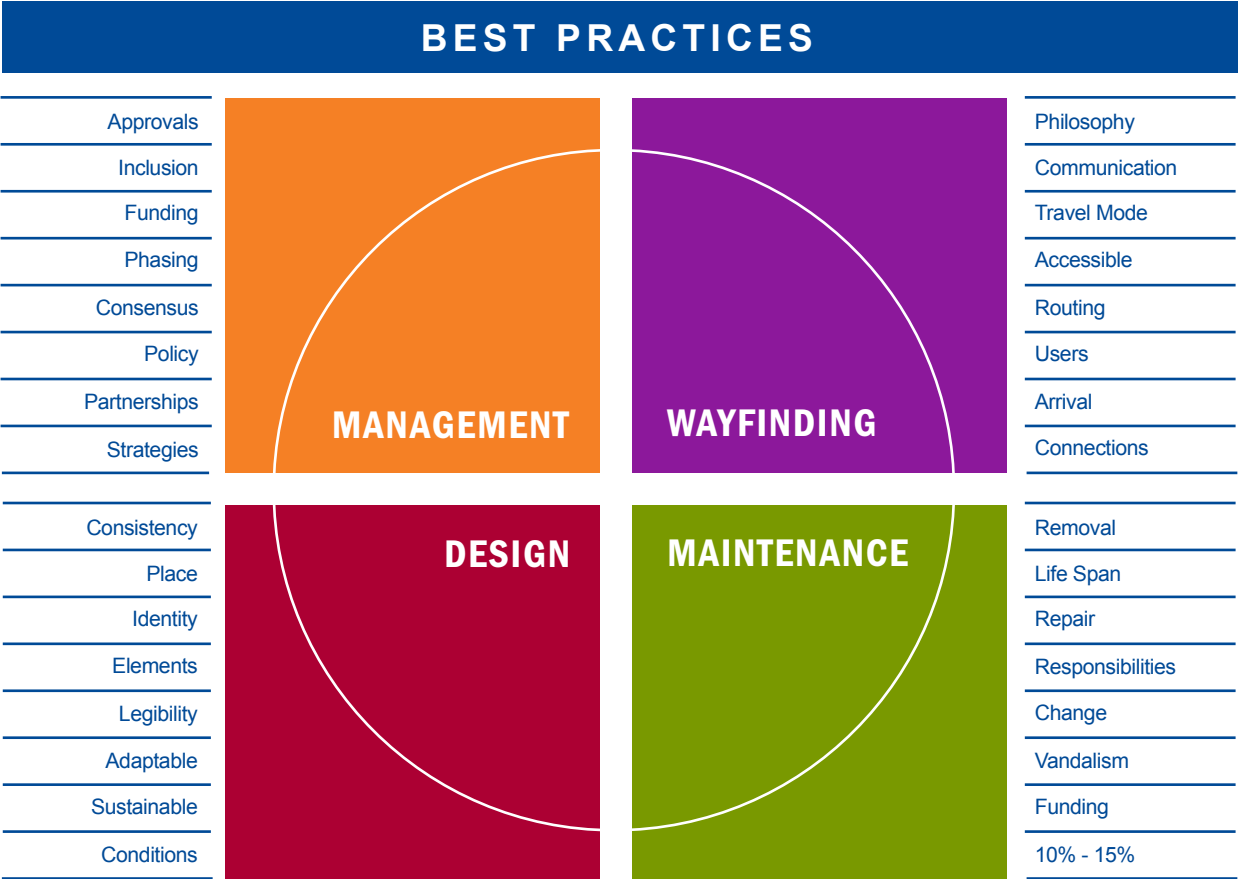 BEST PRACTICES
Approvals
Inclusion
Funding
Phasing
Consensus
Policy
Partnerships
Strategies
MANAGEMENT
WAYFINDING
Philosophy
Communication
Travel Mode
Accessible
Routing
Users
Arrival
Connections
Consistency
Place
Identity
Elements
Legibility
Adaptable
Sustainable
Conditions
DESIGN
MAINTENANCE
Removal
Life Span
Repair
Responsibilities
Change
Vandalism
Funding
10% - 15%